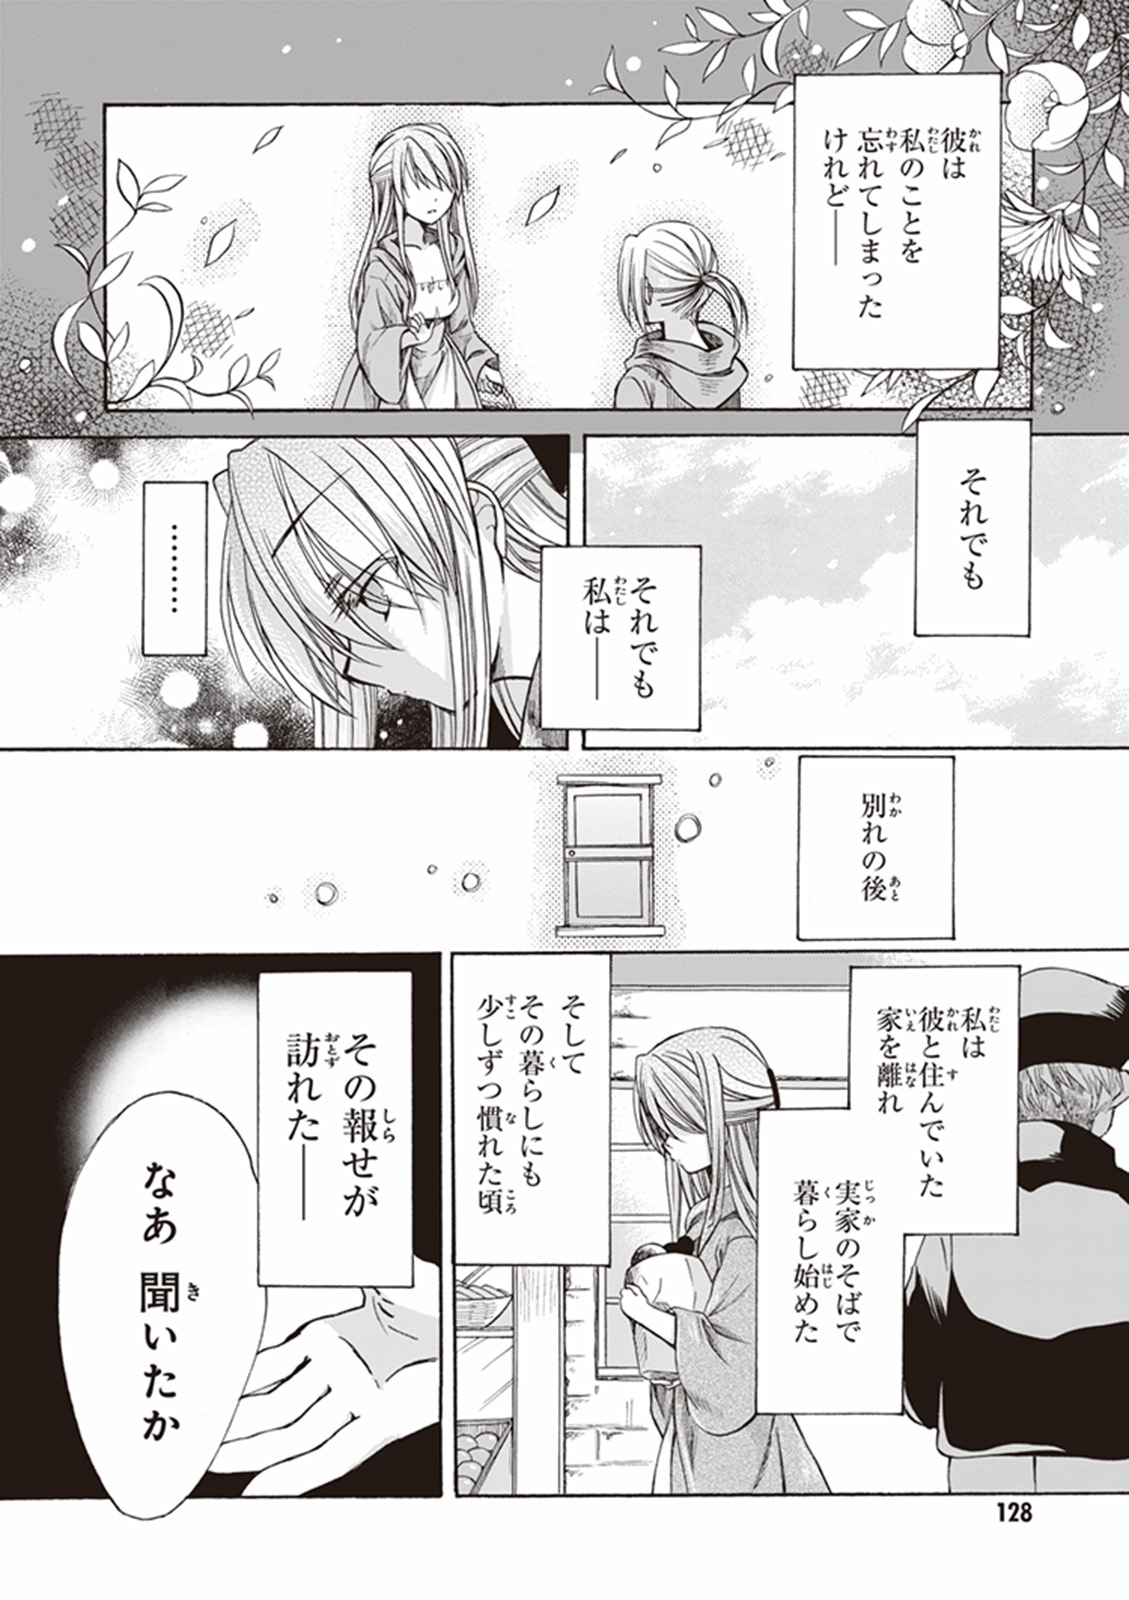 彼は
私のことを
忘れてしまった
けれど――
それでも
それでも
私は――
………
別れの後
私は
彼と住んでいた
家を離れ
実家のそばで
暮らし始めた
そして
その暮らしにも
少しずつ慣れた頃
その報せが
訪れた――
なあ 聞いたか
128